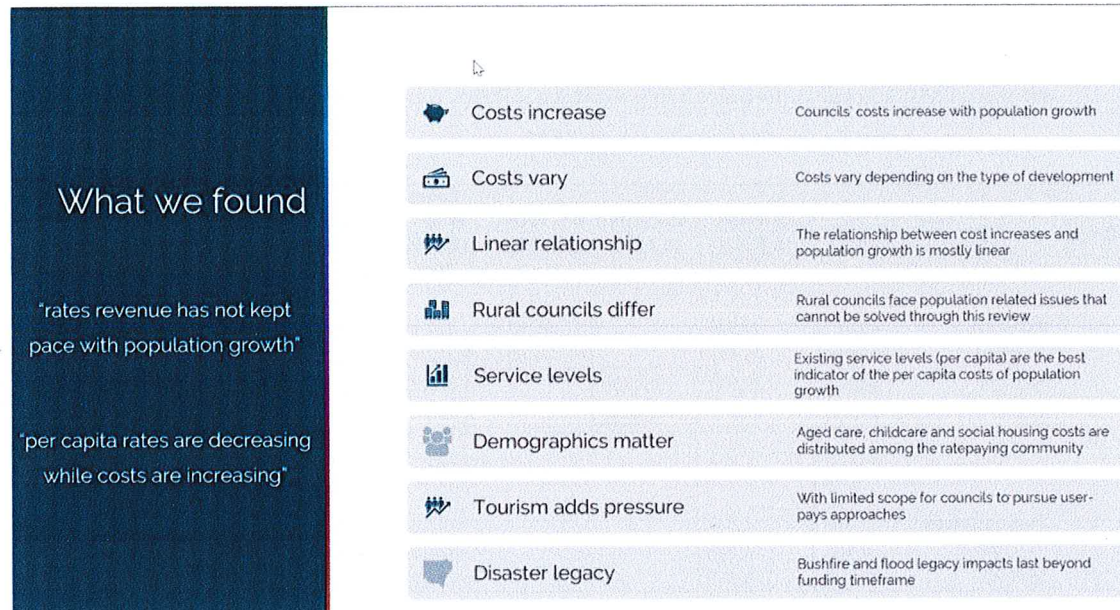 What we found
"rates revenue has not kept
pace with population growth"
"per capita rates are decreasing
while costs are increasing"
Costs increase
Councils' costs increase with population growth
Costs vary
Costs vary depending on the type of development
Linear relationship
The relationship between cost increases and
population growth is mostly linear
Rural councils differ
Rural councils face population related issues that
cannot be solved through this review
Service levels
Existing service levels (per capita) are the best
indicator of the per capita costs of population
growth
Demographics matter
Aged care, childcare and social housing costs are
distributed among the ratepaying community
Tourism adds pressure
With limited scope for councils to pursue user-
pays approaches
Disaster legacy
Bushfire and flood legacy impacts last beyond
funding timeframe